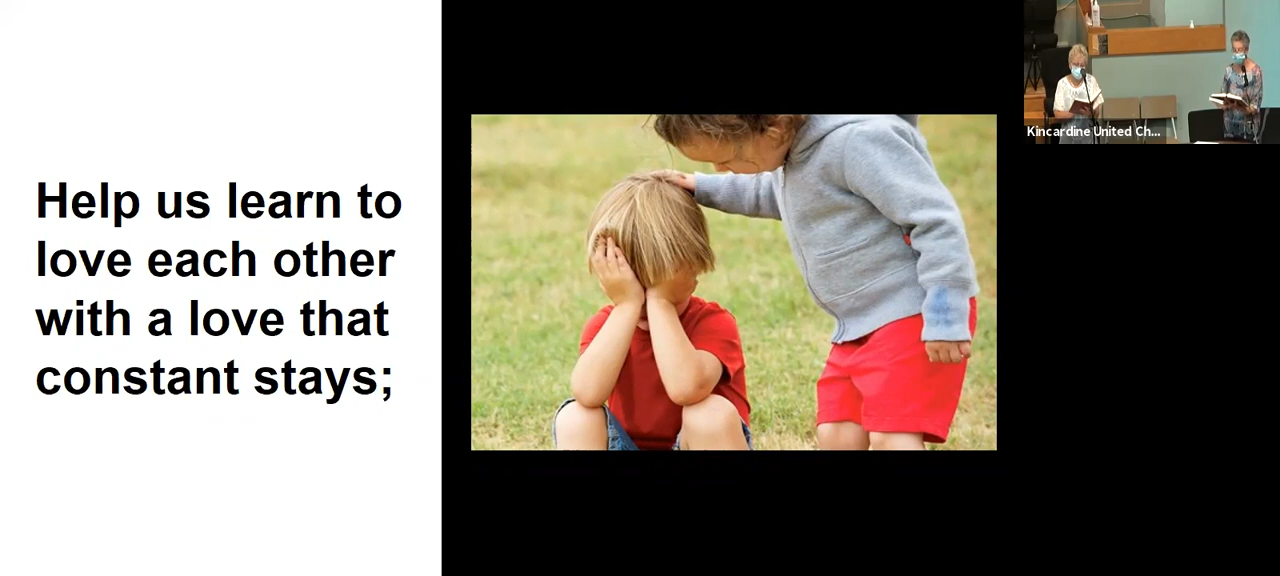 Help us learn to
love each other
with a love that
constant stays;
Kincardine United Ch...